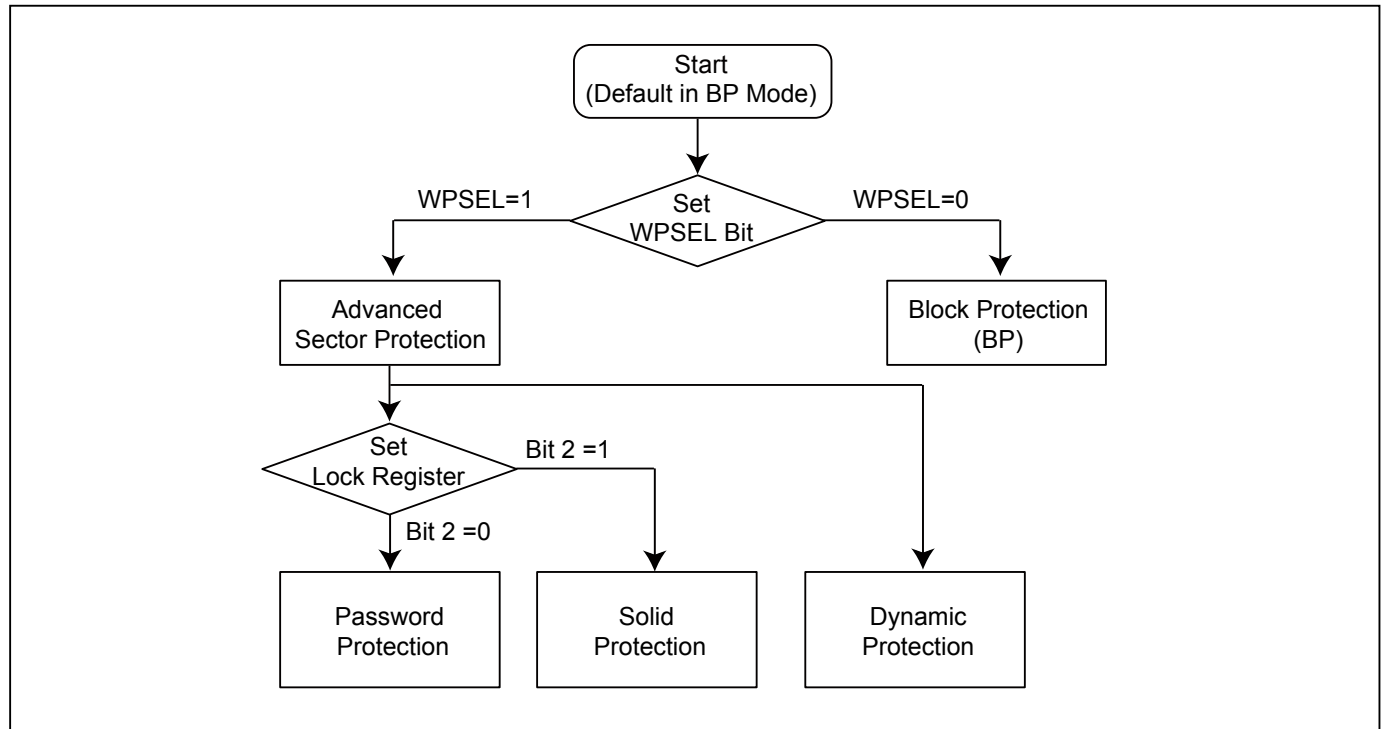 Start
(Default in BP Mode)
WPSEL=1
Set
WPSEL Bit
WPSEL=0
Advanced
Sector Protection
Block Protection
(BP)
Set
Lock Register
Bit 2 =1
Bit 2 =0
Password
Protection
Solid
Protection
Dynamic
Protection